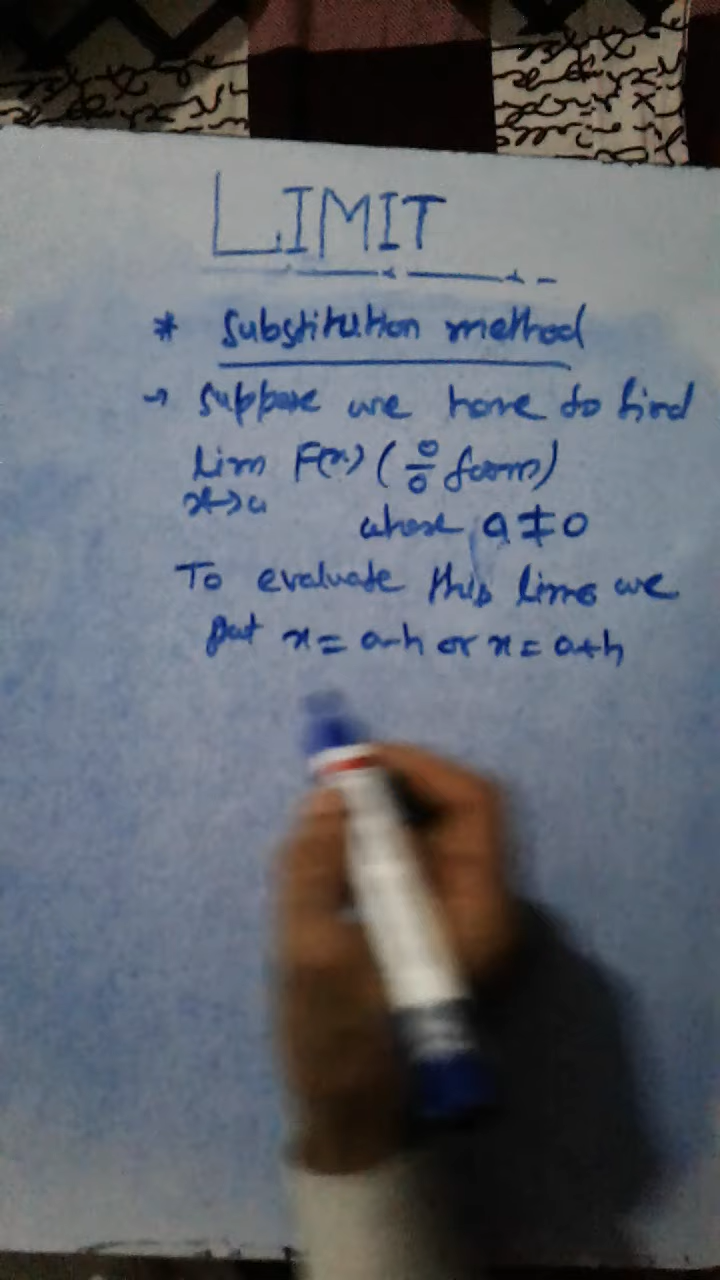 LIMIT
* Substitution method
→ Suppose we have to find
Lim F(x) ( 0/0 form)
x→a
where a ≠ 0
To evaluate this lims we
put x = a-h or x = a+h